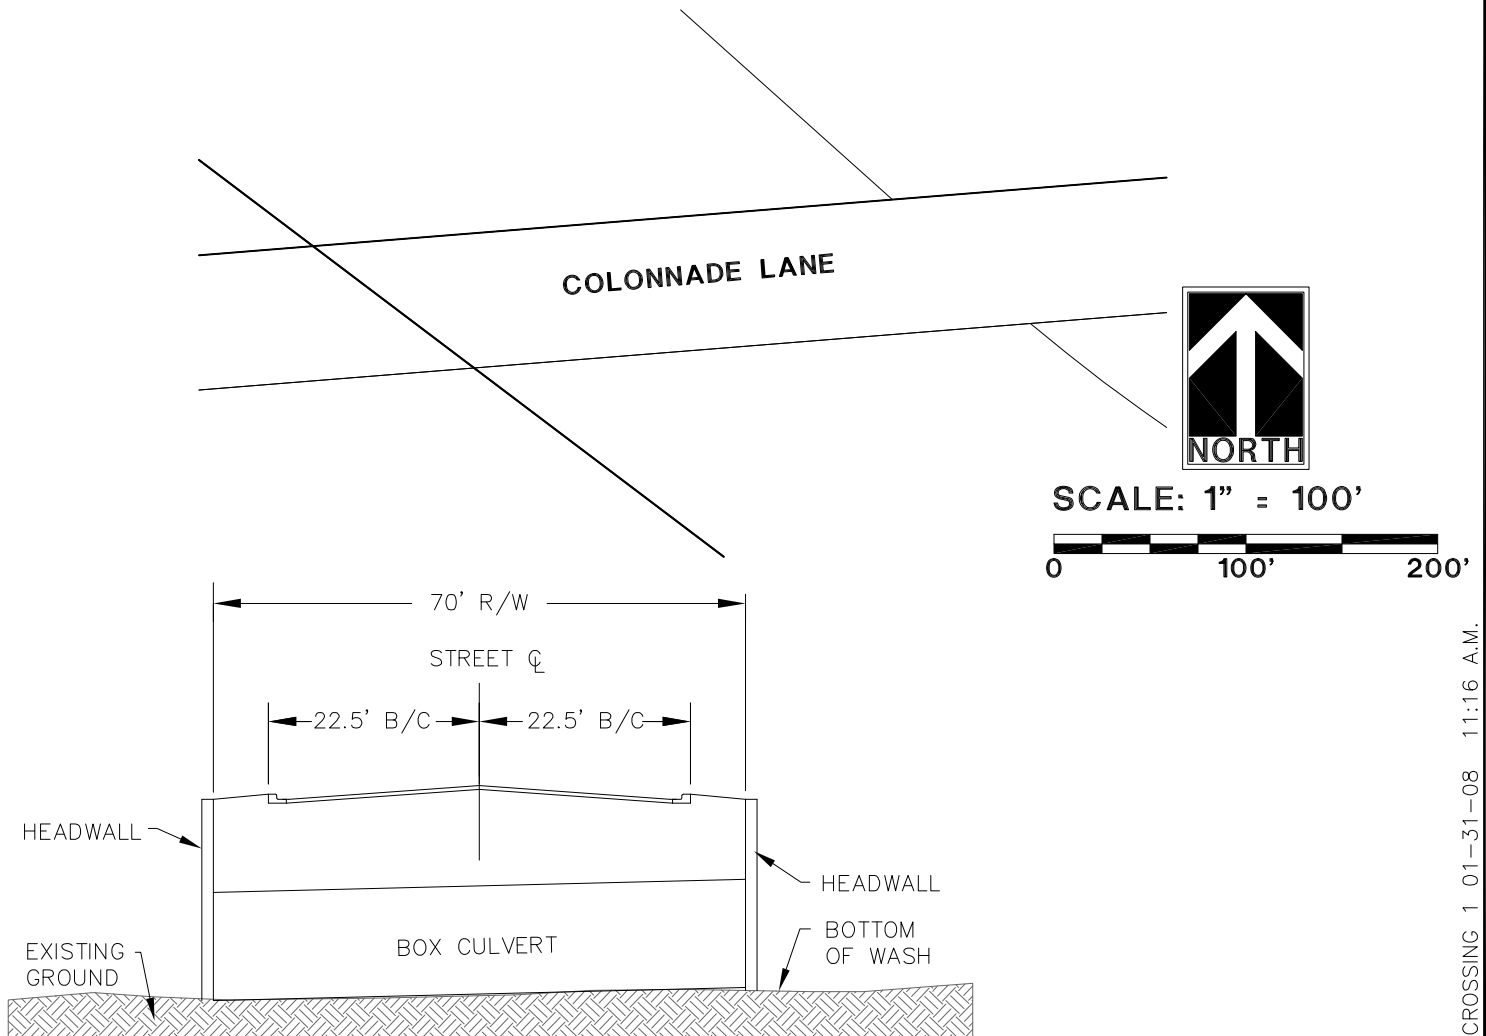 COLONNADE LANE
NORTH
SCALE: 1" = 100'
0 100' 200'
70' R/W
STREET ℄
22.5' B/C 22.5' B/C
HEADWALL
HEADWALL
BOX CULVERT
BOTTOM
OF WASH
EXISTING
GROUND
CROSSING 1 01-31-08 11:16 A.M.